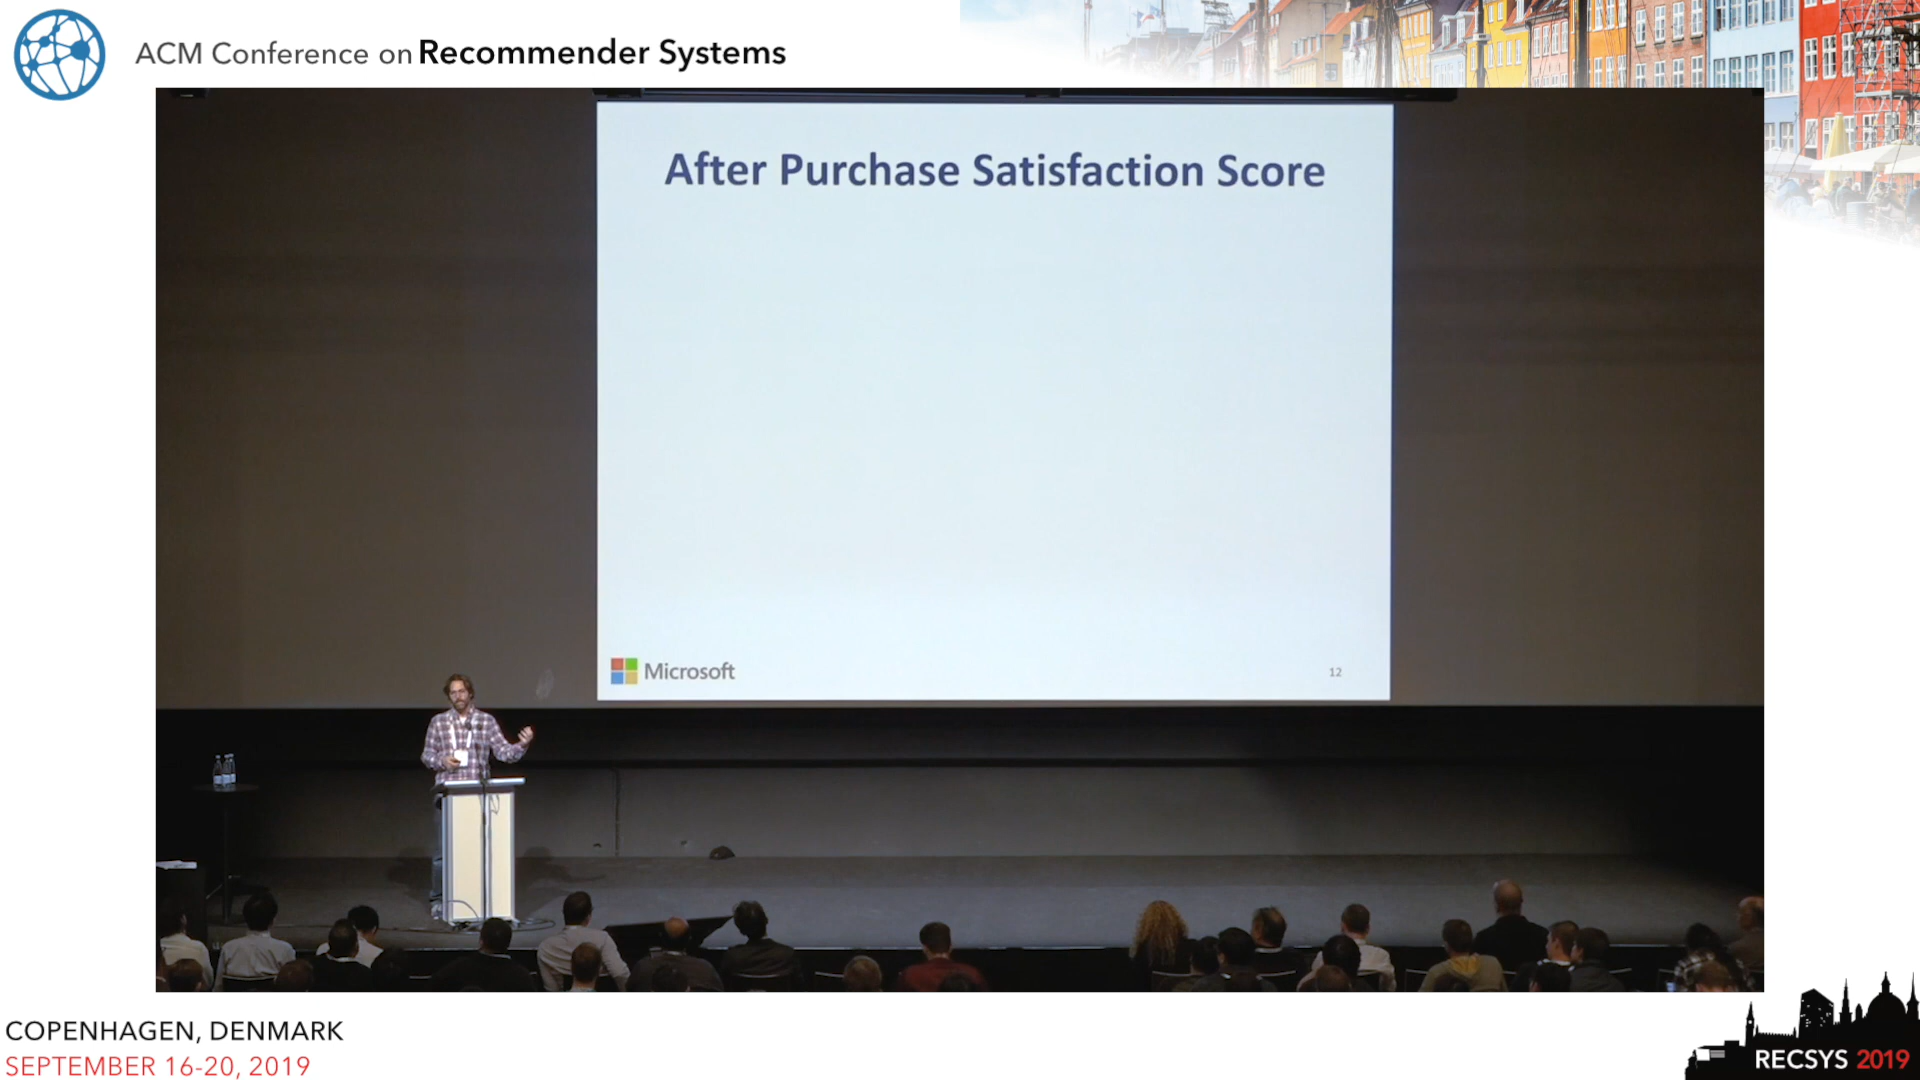 ACM Conference on Recommender Systems
After Purchase Satisfaction Score
Microsoft
12
COPENHAGEN, DENMARK
SEPTEMBER 16-20, 2019
RECSYS 2019